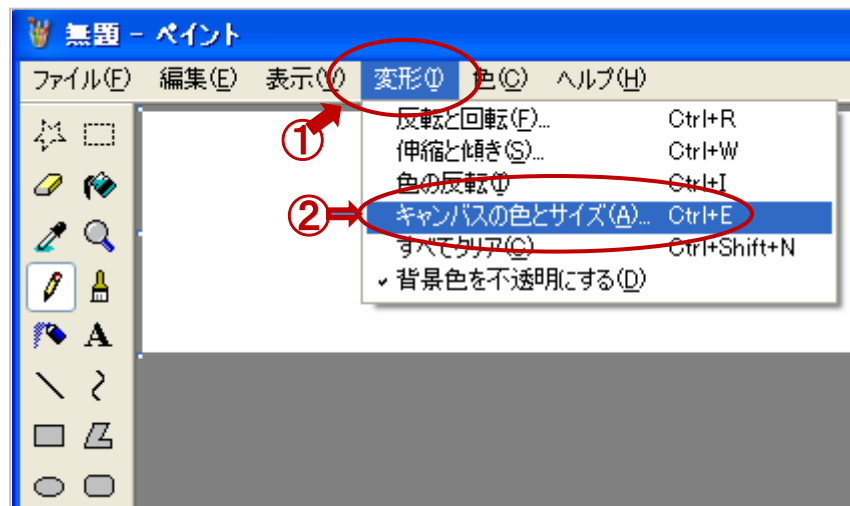 無題 - ペイント
ファイル(F) 編集(E) 表示(V) 変形(I) 色(C) ヘルプ(H)
① 反転と回転(F)... Ctrl+R
伸縮と傾き(S)... Ctrl+W
色の反転(I) Ctrl+I
② キャンバスの色とサイズ(A)... Ctrl+E
すべてクリア(C) Ctrl+Shift+N
背景色を不透明にする(D)
A